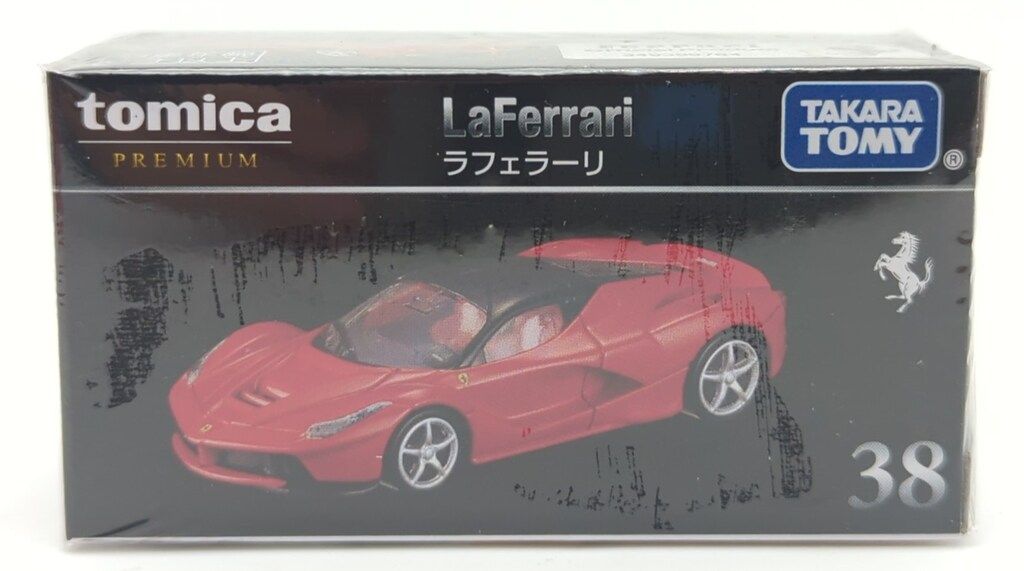 tomica
PREMIUM
LaFerrari
ラフェラーリ
TAKARA
TOMY
®
38